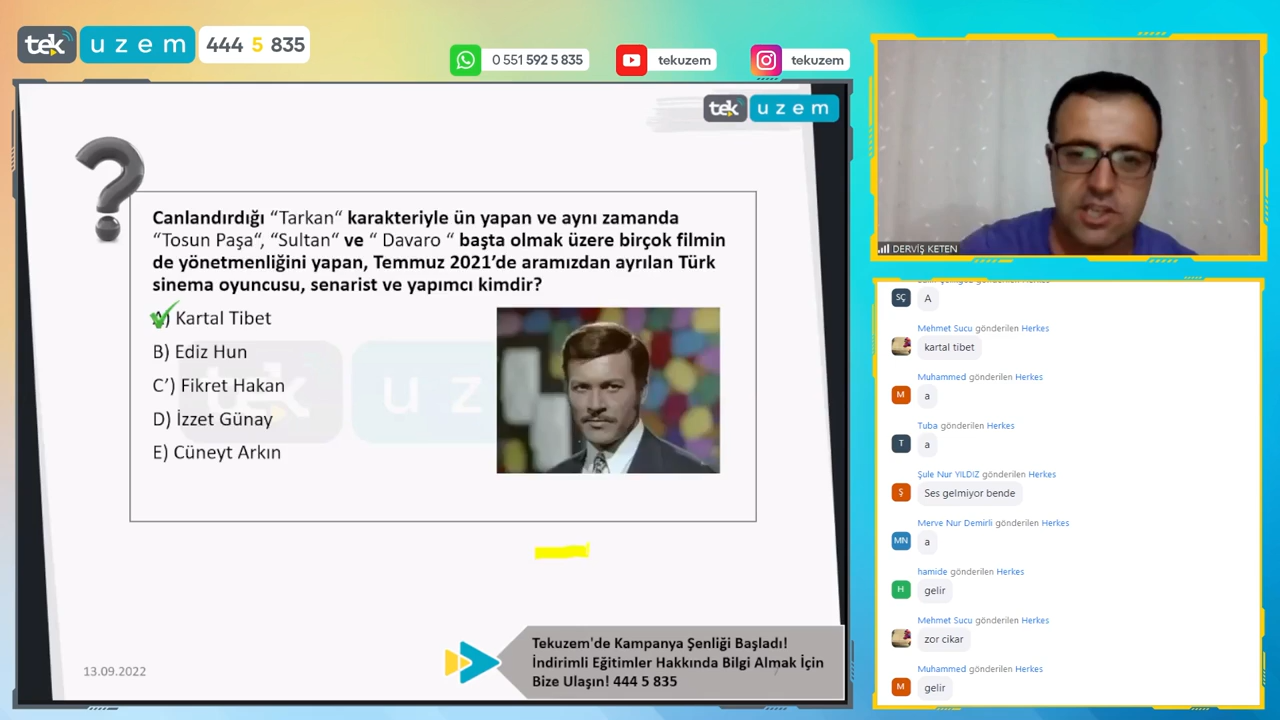 tek uzem 444 5 835
0 551 592 5 835
tekuzem
tekuzem
tek uzem
?
Canlandırdığı “Tarkan“ karakteriyle ün yapan ve aynı zamanda
“Tosun Paşa“, “Sultan“ ve “ Davaro “ başta olmak üzere birçok filmin
de yönetmenliğini yapan, Temmuz 2021’de aramızdan ayrılan Türk
sinema oyuncusu, senarist ve yapımcı kimdir?
A) Kartal Tibet
B) Ediz Hun
C’) Fikret Hakan
D) İzzet Günay
E) Cüneyt Arkın
13.09.2022
Tekuzem'de Kampanya Şenliği Başladı!
İndirimli Eğitimler Hakkında Bilgi Almak İçin
Bize Ulaşın! 444 5 835
DERVİŞ KETEN
SÇ A
Mehmet Sucu gönderilen Herkes
kartal tibet
Muhammed gönderilen Herkes
M a
Tuba gönderilen Herkes
T a
Şule Nur YILDIZ gönderilen Herkes
Ş Ses gelmiyor bende
Merve Nur Demirli gönderilen Herkes
MN a
hamide gönderilen Herkes
H gelir
Mehmet Sucu gönderilen Herkes
zor cikar
Muhammed gönderilen Herkes
M gelir